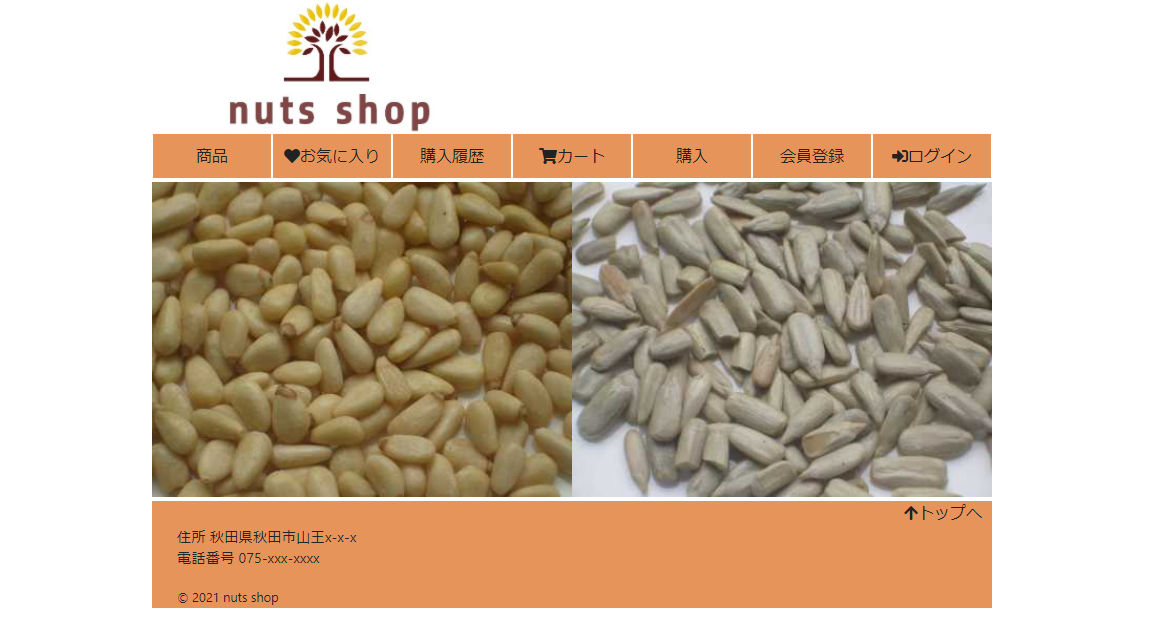 nuts shop
商品 お気に入り 購入履歴 カート 購入 会員登録 ログイン
トップへ
住所 秋田県秋田市山王x-x-x
電話番号 075-xxx-xxxx
© 2021 nuts shop